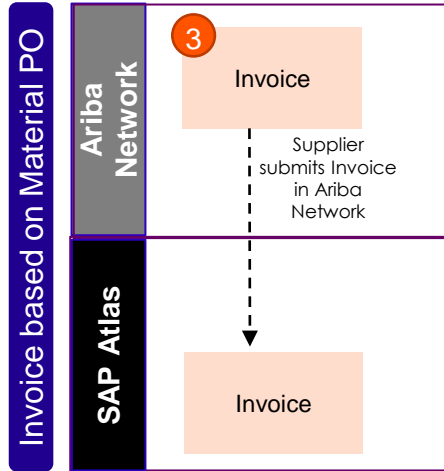 Invoice based on Material PO
Ariba
Network
3
Invoice
Supplier
submits Invoice
in Ariba
Network
SAP Atlas
Invoice